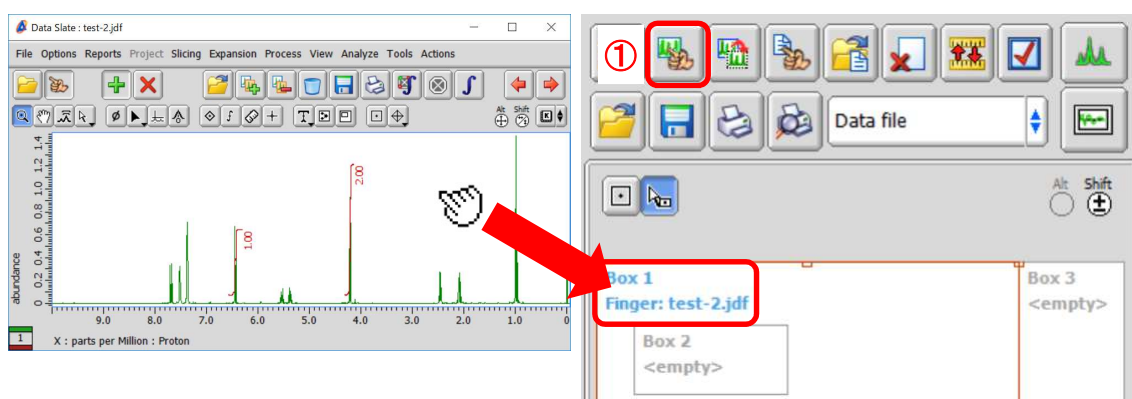 Data Slate : test-2.jdf
File Options Reports Project Slicing Expansion Process View Analyze Tools Actions
Alt Shift
abundance
0 0.2 0.4 0.6 0.8 1.0 1.2 1.4
1.00
2.00
9.0 8.0 7.0 6.0 5.0 4.0 3.0 2.0 1.0 0
1
X : parts per Million : Proton
①
Data file
Alt Shift
Box 1
Finger: test-2.jdf
Box 2
<empty>
Box 3
<empty>